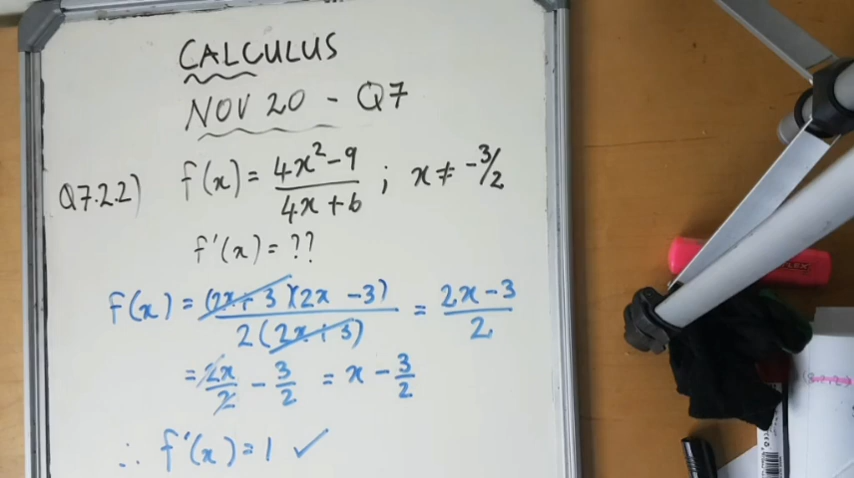 CALCULUS
NOV 20 - Q7
Q7.2.2) f(x) = (4x² - 9)/(4x + 6) ; x ≠ -3/2
f'(x) = ??
f(x) = (2x + 3)(2x - 3)/2(2x + 3) = (2x - 3)/2
= 2x/2 - 3/2 = x - 3/2
∴ f'(x) = 1 ✓